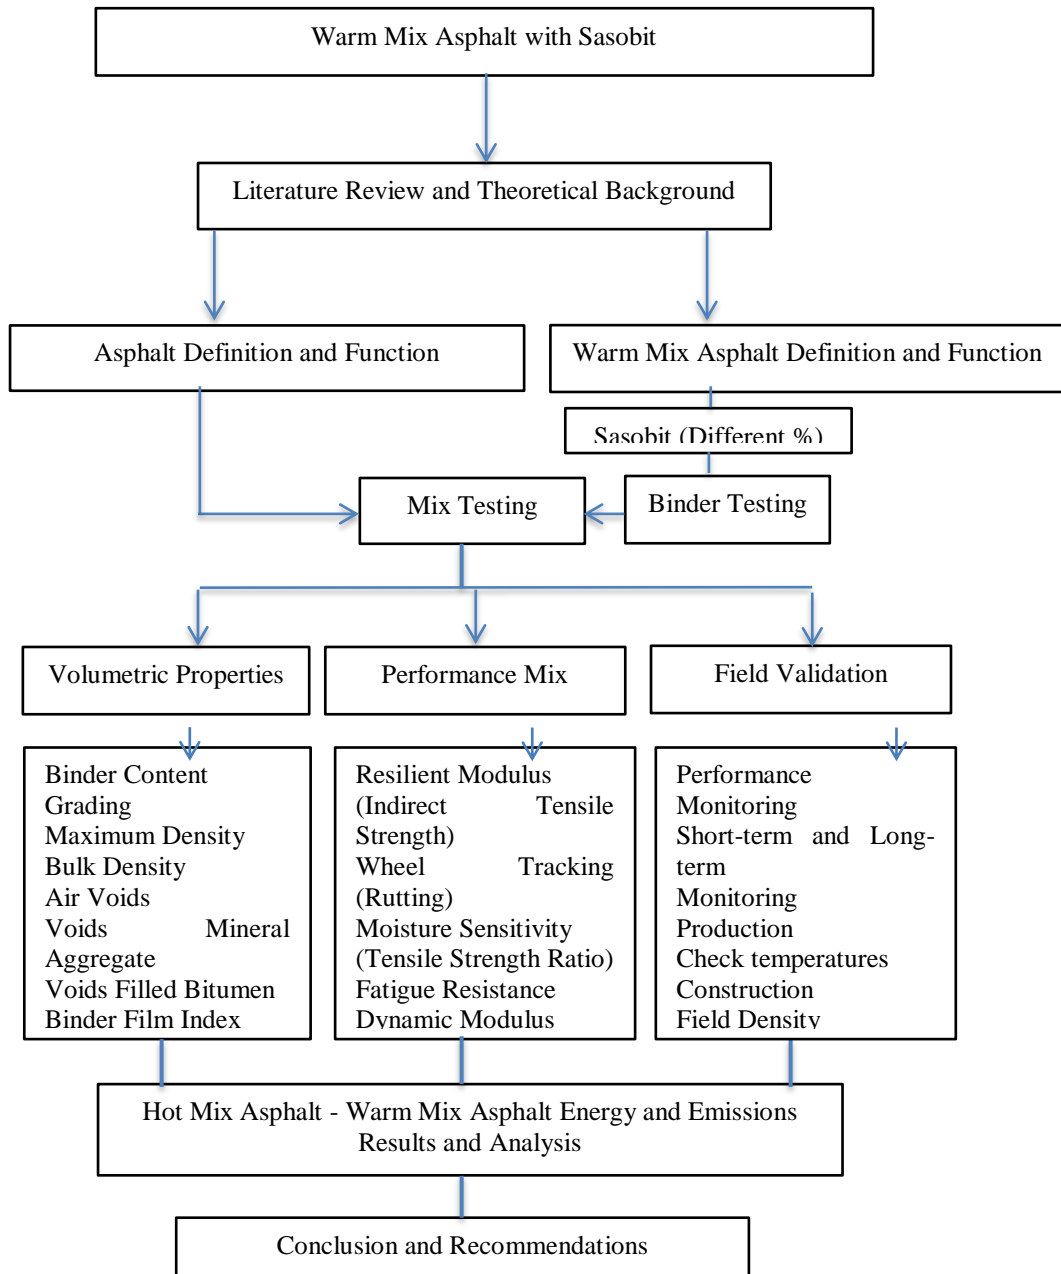 Warm Mix Asphalt with Sasobit
Literature Review and Theoretical Background
Asphalt Definition and Function
Warm Mix Asphalt Definition and Function
Sasobit (Different %)
Mix Testing
Binder Testing
Volumetric Properties
Performance Mix
Field Validation
Binder Content
Grading
Maximum Density
Bulk Density
Air Voids
Voids Mineral
Aggregate
Voids Filled Bitumen
Binder Film Index
Resilient Modulus
(Indirect Tensile
Strength)
Wheel Tracking
(Rutting)
Moisture Sensitivity
(Tensile Strength Ratio)
Fatigue Resistance
Dynamic Modulus
Performance
Monitoring
Short-term and Long-
term
Monitoring
Production
Check temperatures
Construction
Field Density
Hot Mix Asphalt - Warm Mix Asphalt Energy and Emissions
Results and Analysis
Conclusion and Recommendations